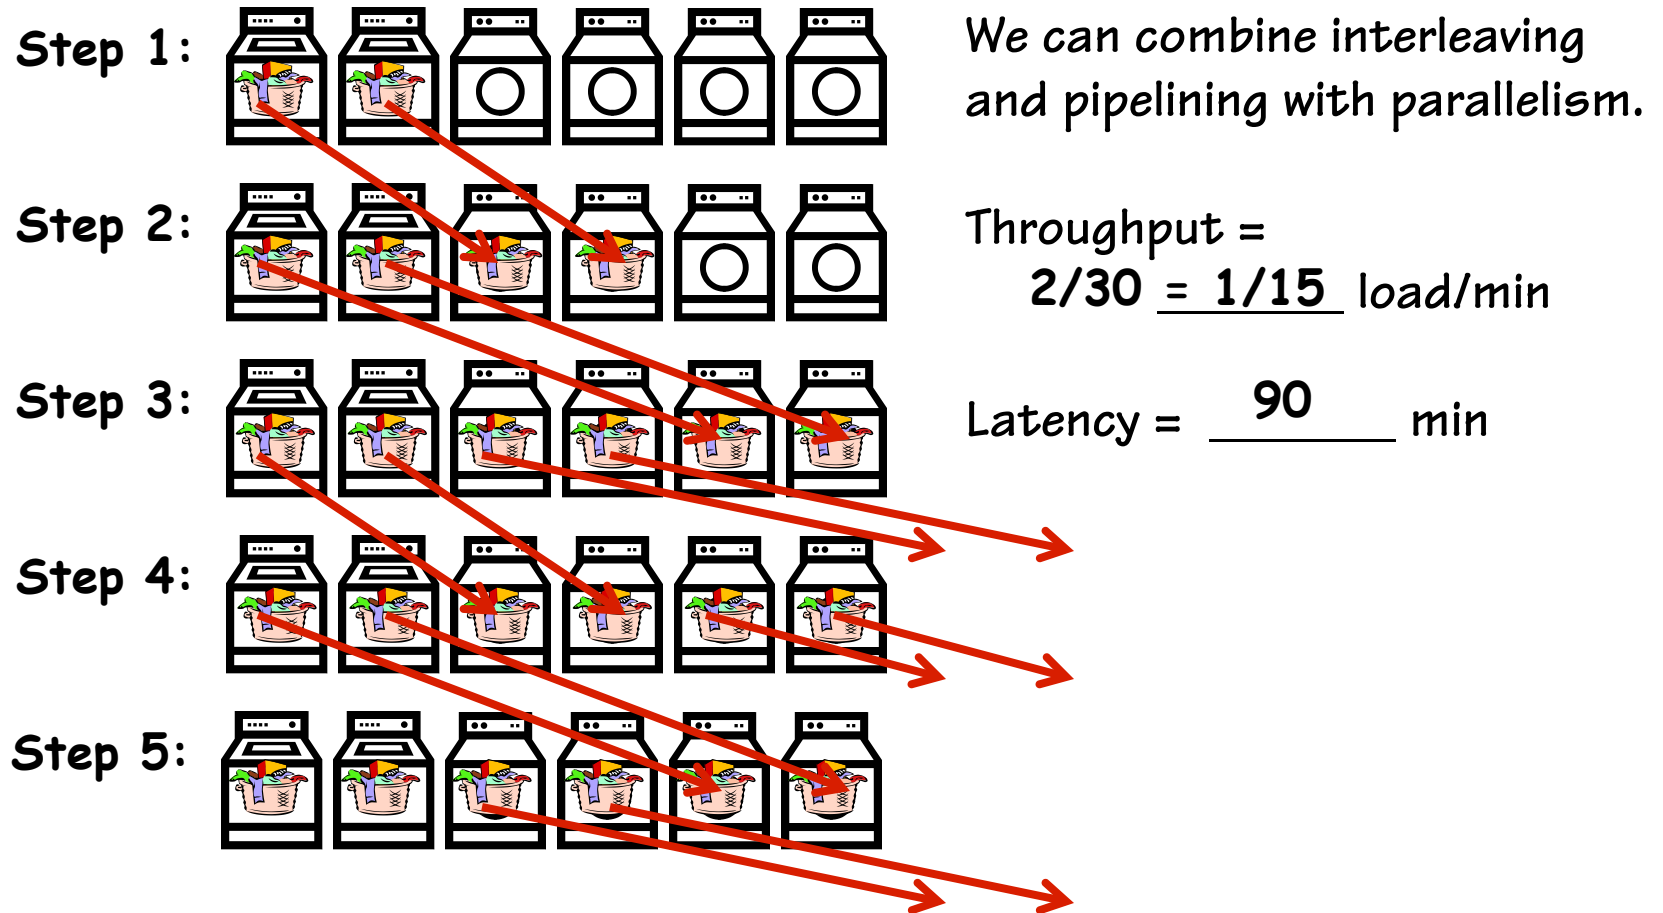 Step 1:
Step 2:
Step 3:
Step 4:
Step 5:
We can combine interleaving
and pipelining with parallelism.
Throughput =
2/30 = 1/15 load/min
Latency = 90 min